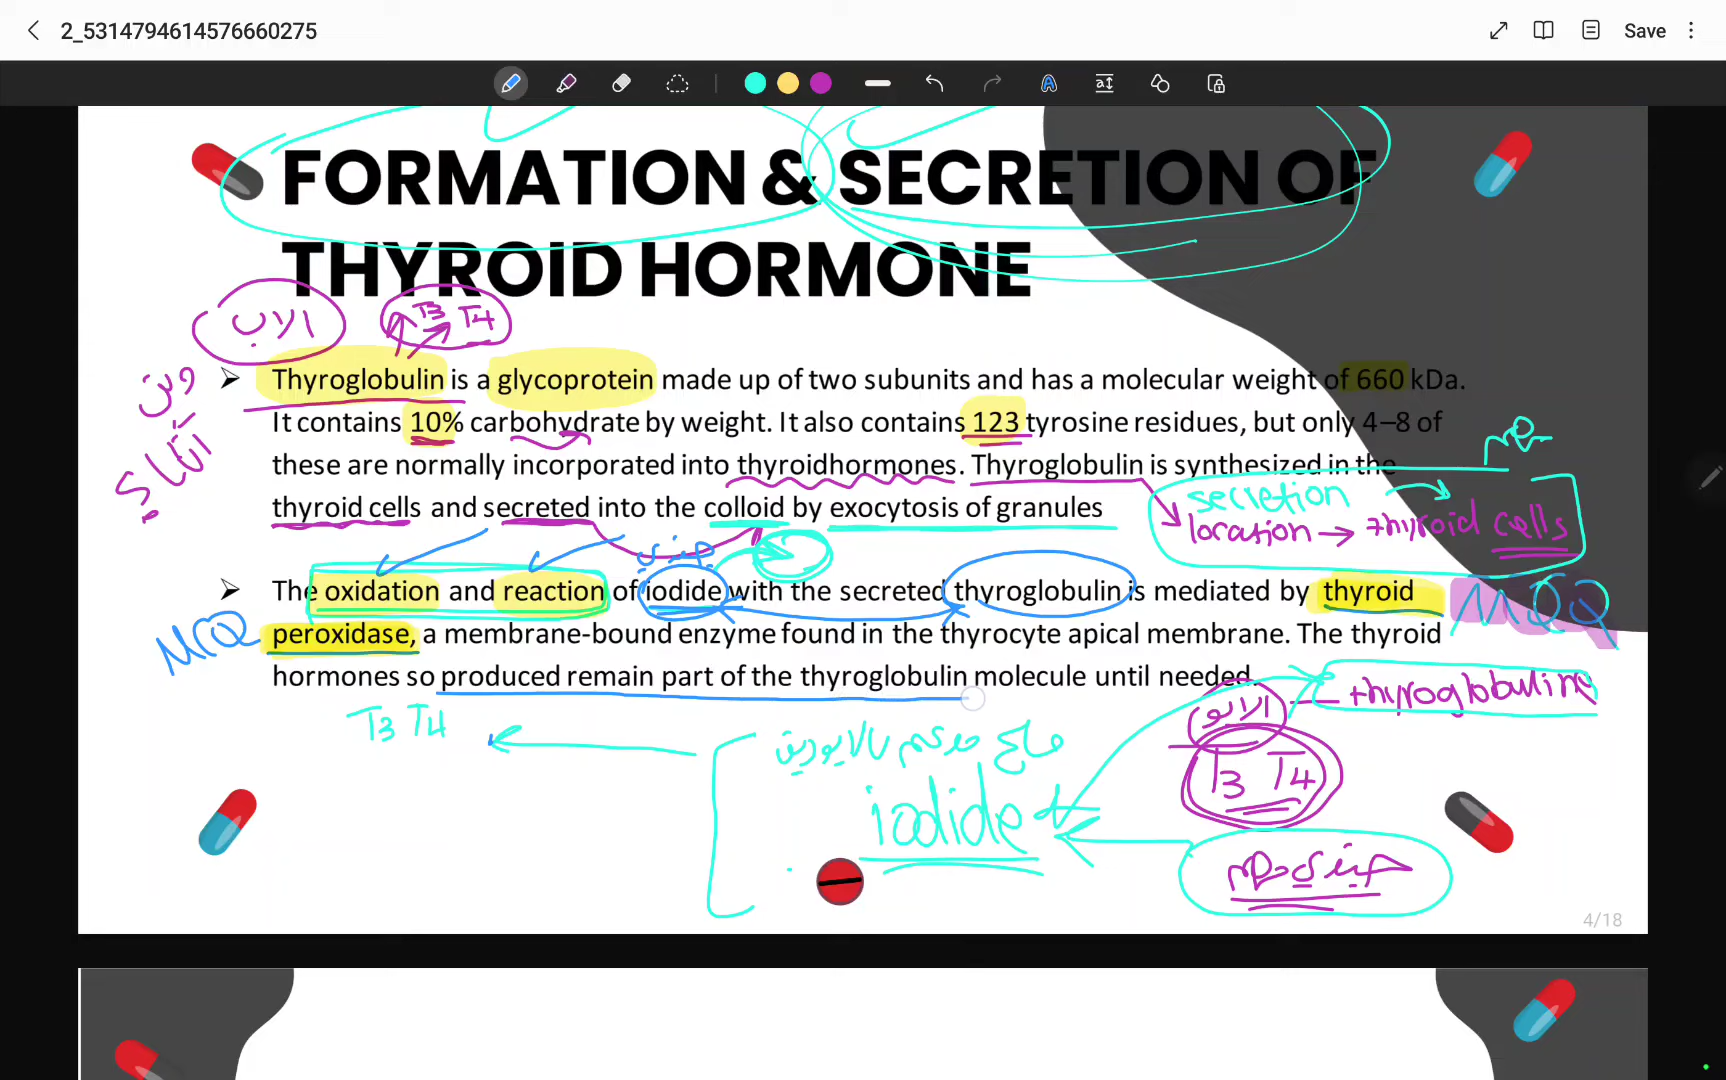 2_5314794614576660275
Save
FORMATION & SECRETION OF
THYROID HORMONE
الاب
T3 T4
وين
➤ Thyroglobulin is a glycoprotein made up of two subunits and has a molecular weight of 660 kDa.
It contains 10% carbohydrate by weight. It also contains 123 tyrosine residues, but only 4–8 of
these are normally incorporated into thyroidhormones. Thyroglobulin is synthesized in the
thyroid cells and secreted into the colloid by exocytosis of granules
secretion
location → thyroid cells
➤ The oxidation and reaction of iodide with the secreted thyroglobulin is mediated by thyroid
MCQ
peroxidase, a membrane-bound enzyme found in the thyrocyte apical membrane. The thyroid
MCQ
hormones so produced remain part of the thyroglobulin molecule until needed.
thyroglobuline
T3 T4
T3 T4
iodide
4/18